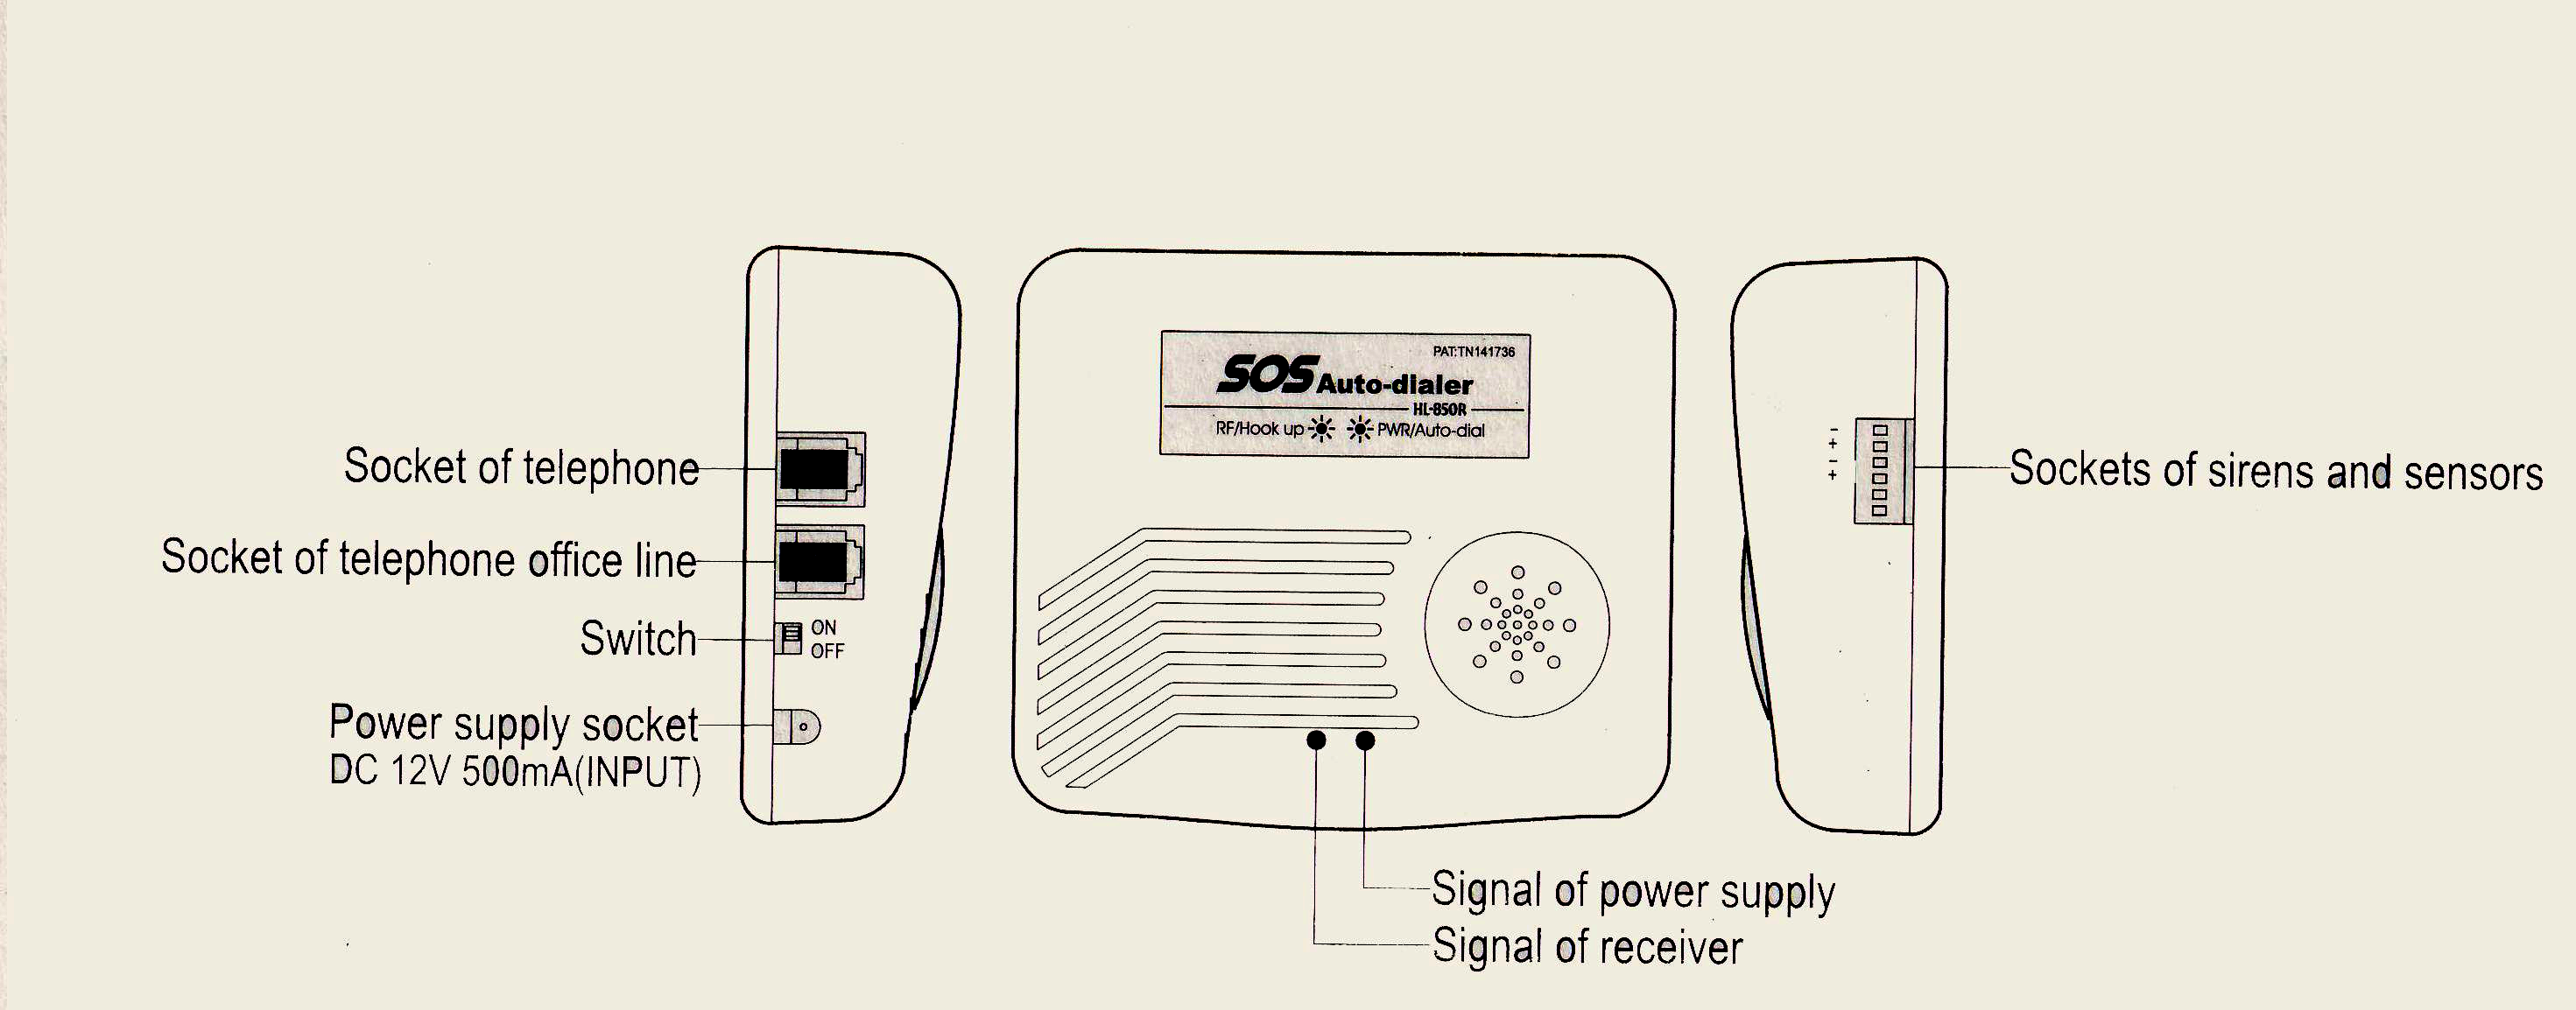 PAT:TN141736
SOS Auto-dialer
HL-850R
RF/Hook up PWR/Auto-dial
Socket of telephone
Socket of telephone office line
Switch
ON
OFF
Power supply socket
DC 12V 500mA(INPUT)
-
+
-
+
Sockets of sirens and sensors
Signal of power supply
Signal of receiver